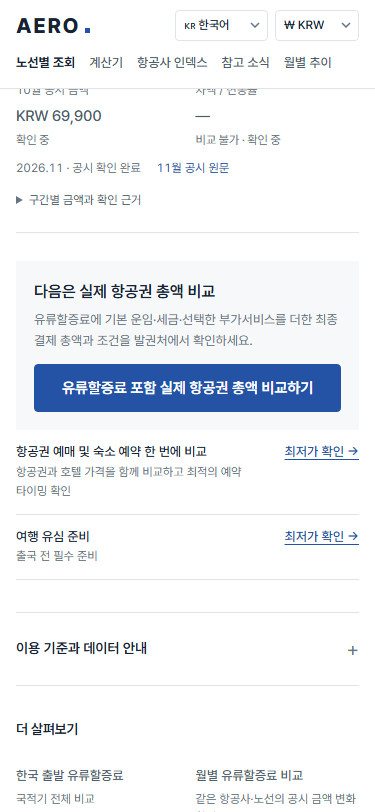 AERO.
KR 한국어
₩ KRW
노선별 조회 계산기 항공사 인덱스 참고 소식 월별 추이
10월 공시 금액
차액 / 변동률
KRW 69,900
—
확인 중
비교 불가 · 확인 중
2026.11 · 공시 확인 완료 11월 공시 원문
▶ 구간별 금액과 확인 근거
다음은 실제 항공권 총액 비교
유류할증료에 기본 운임·세금·선택한 부가서비스를 더한 최종
결제 총액과 조건을 발권처에서 확인하세요.
유류할증료 포함 실제 항공권 총액 비교하기
항공권 예매 및 숙소 예약 한 번에 비교
최저가 확인 →
항공권과 호텔 가격을 함께 비교하고 최적의 예약
타이밍 확인
여행 유심 준비
최저가 확인 →
출국 전 필수 준비
이용 기준과 데이터 안내
+
더 살펴보기
한국 출발 유류할증료
월별 유류할증료 비교
국적기 전체 비교
같은 항공사·노선의 공시 금액 변화